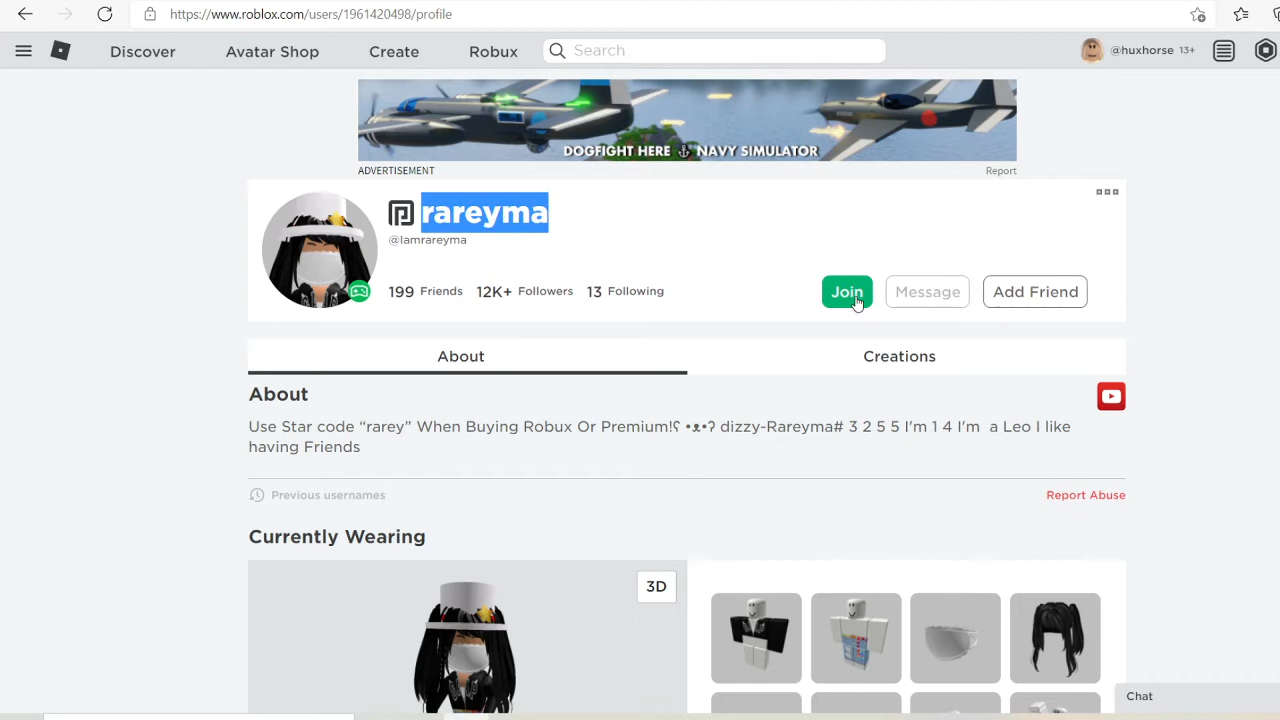 https://www.roblox.com/users/1961420498/profile
Discover Avatar Shop Create Robux Search @huxhorse 13+
DOGFIGHT HERE ⚓ NAVY SIMULATOR
ADVERTISEMENT Report
rareyma
@Iamrareyma
199 Friends 12K+ Followers 13 Following Join Message Add Friend
About Creations
About
Use Star code “rarey” When Buying Robux Or Premium!ʕ •ᴥ•ʔ dizzy-Rareyma# 3 2 5 5 I'm 1 4 I'm a Leo I like
having Friends
Previous usernames Report Abuse
Currently Wearing
3D
Chat